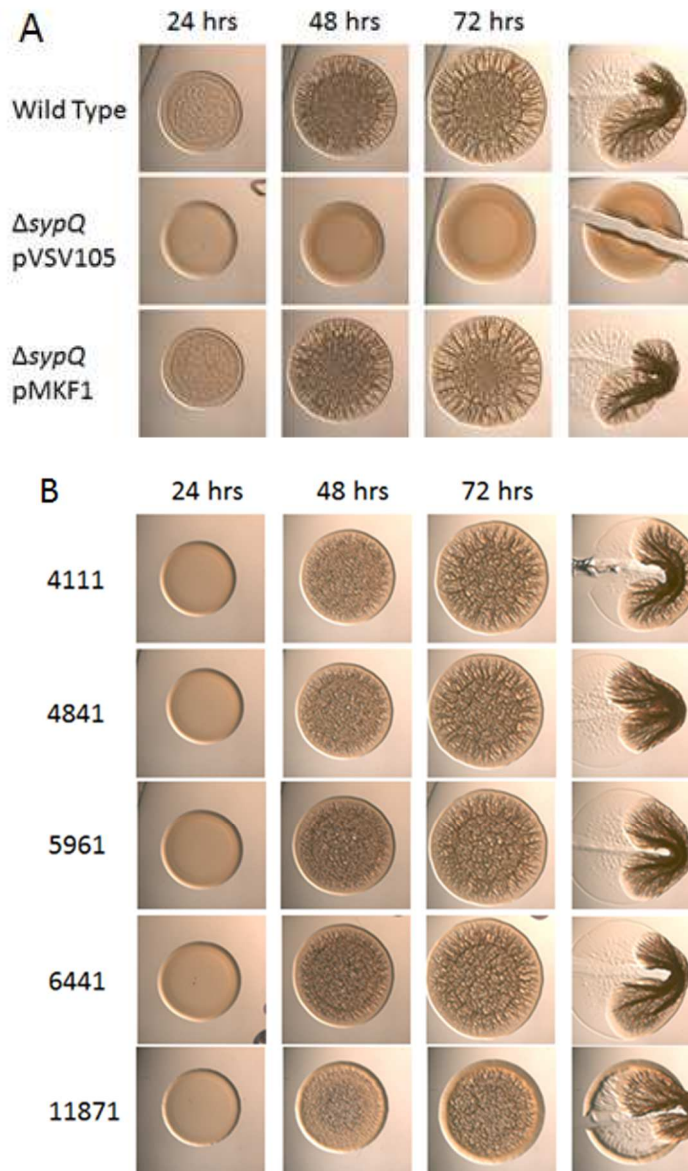 A
24 hrs 48 hrs 72 hrs
Wild Type
ΔsypQ
pVSV105
ΔsypQ
pMKF1
B
24 hrs 48 hrs 72 hrs
4111
4841
5961
6441
11871